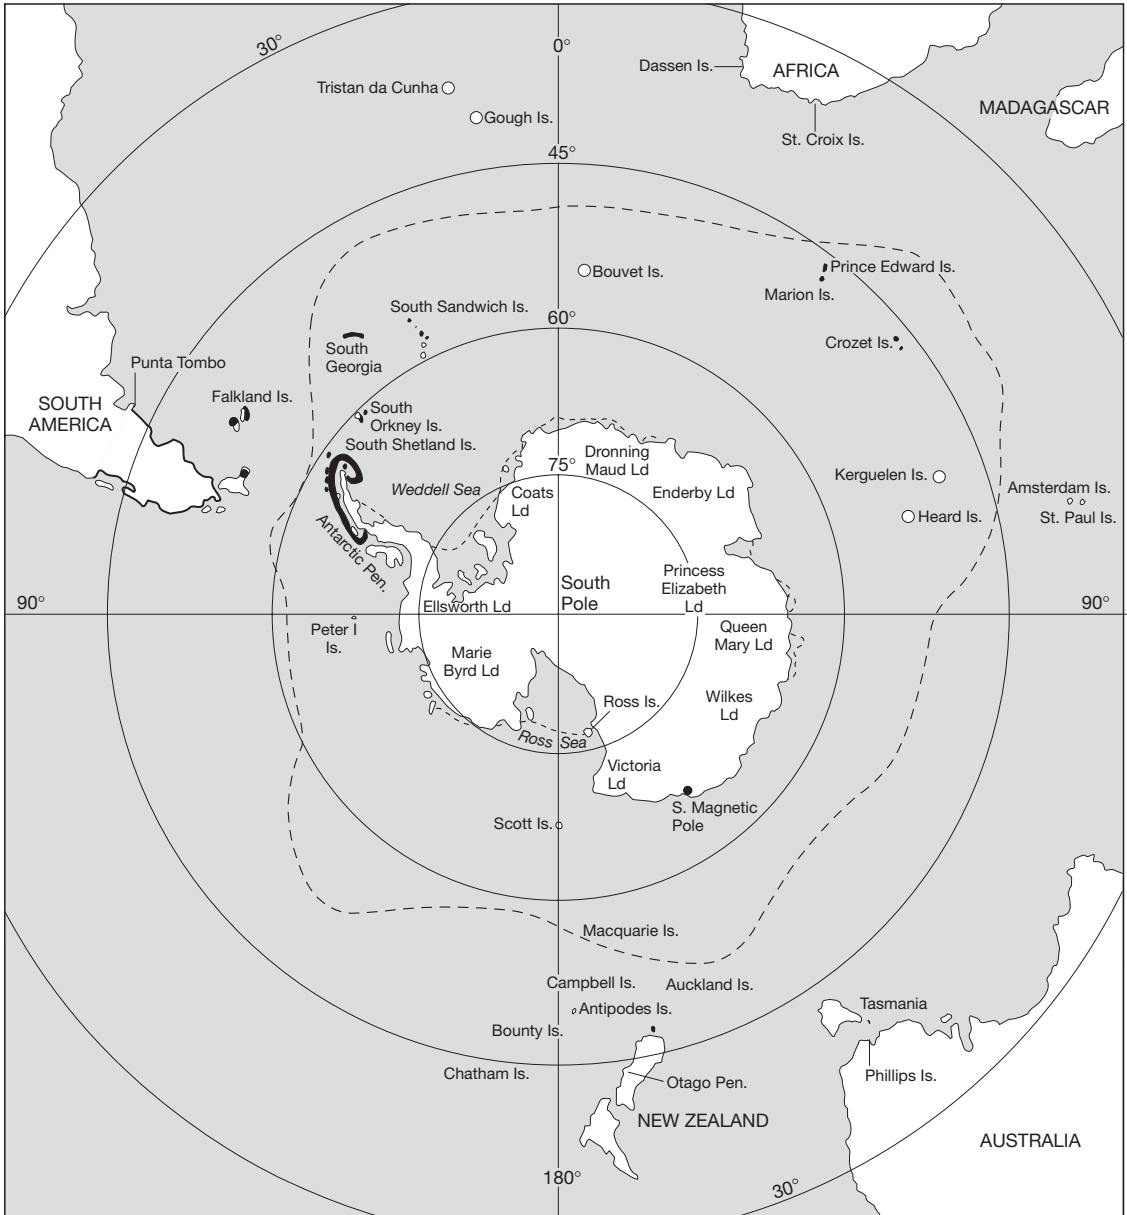 30°
0°
Dassen Is.
AFRICA
Tristan da Cunha
MADAGASCAR
Gough Is.
St. Croix Is.
45°
Bouvet Is.
Prince Edward Is.
Marion Is.
South Sandwich Is.
60°
South
Georgia
Crozet Is.
Punta Tombo
SOUTH
AMERICA
Falkland Is.
South
Orkney Is.
South Shetland Is.
Dronning
Maud Ld
75°
Weddell Sea
Coats
Ld
Enderby Ld
Kerguelen Is.
Amsterdam Is.
St. Paul Is.
Heard Is.
Antarctic Pen.
South
Pole
Princess
Elizabeth
Ld
90°
Ellsworth Ld
90°
Peter I
Is.
Marie
Byrd Ld
Queen
Mary Ld
Ross Is.
Wilkes
Ld
Ross Sea
Victoria
Ld
S. Magnetic
Pole
Scott Is.
Macquarie Is.
Campbell Is.
Auckland Is.
Antipodes Is.
Tasmania
Bounty Is.
Chatham Is.
Otago Pen.
Phillips Is.
NEW ZEALAND
AUSTRALIA
180°
30°